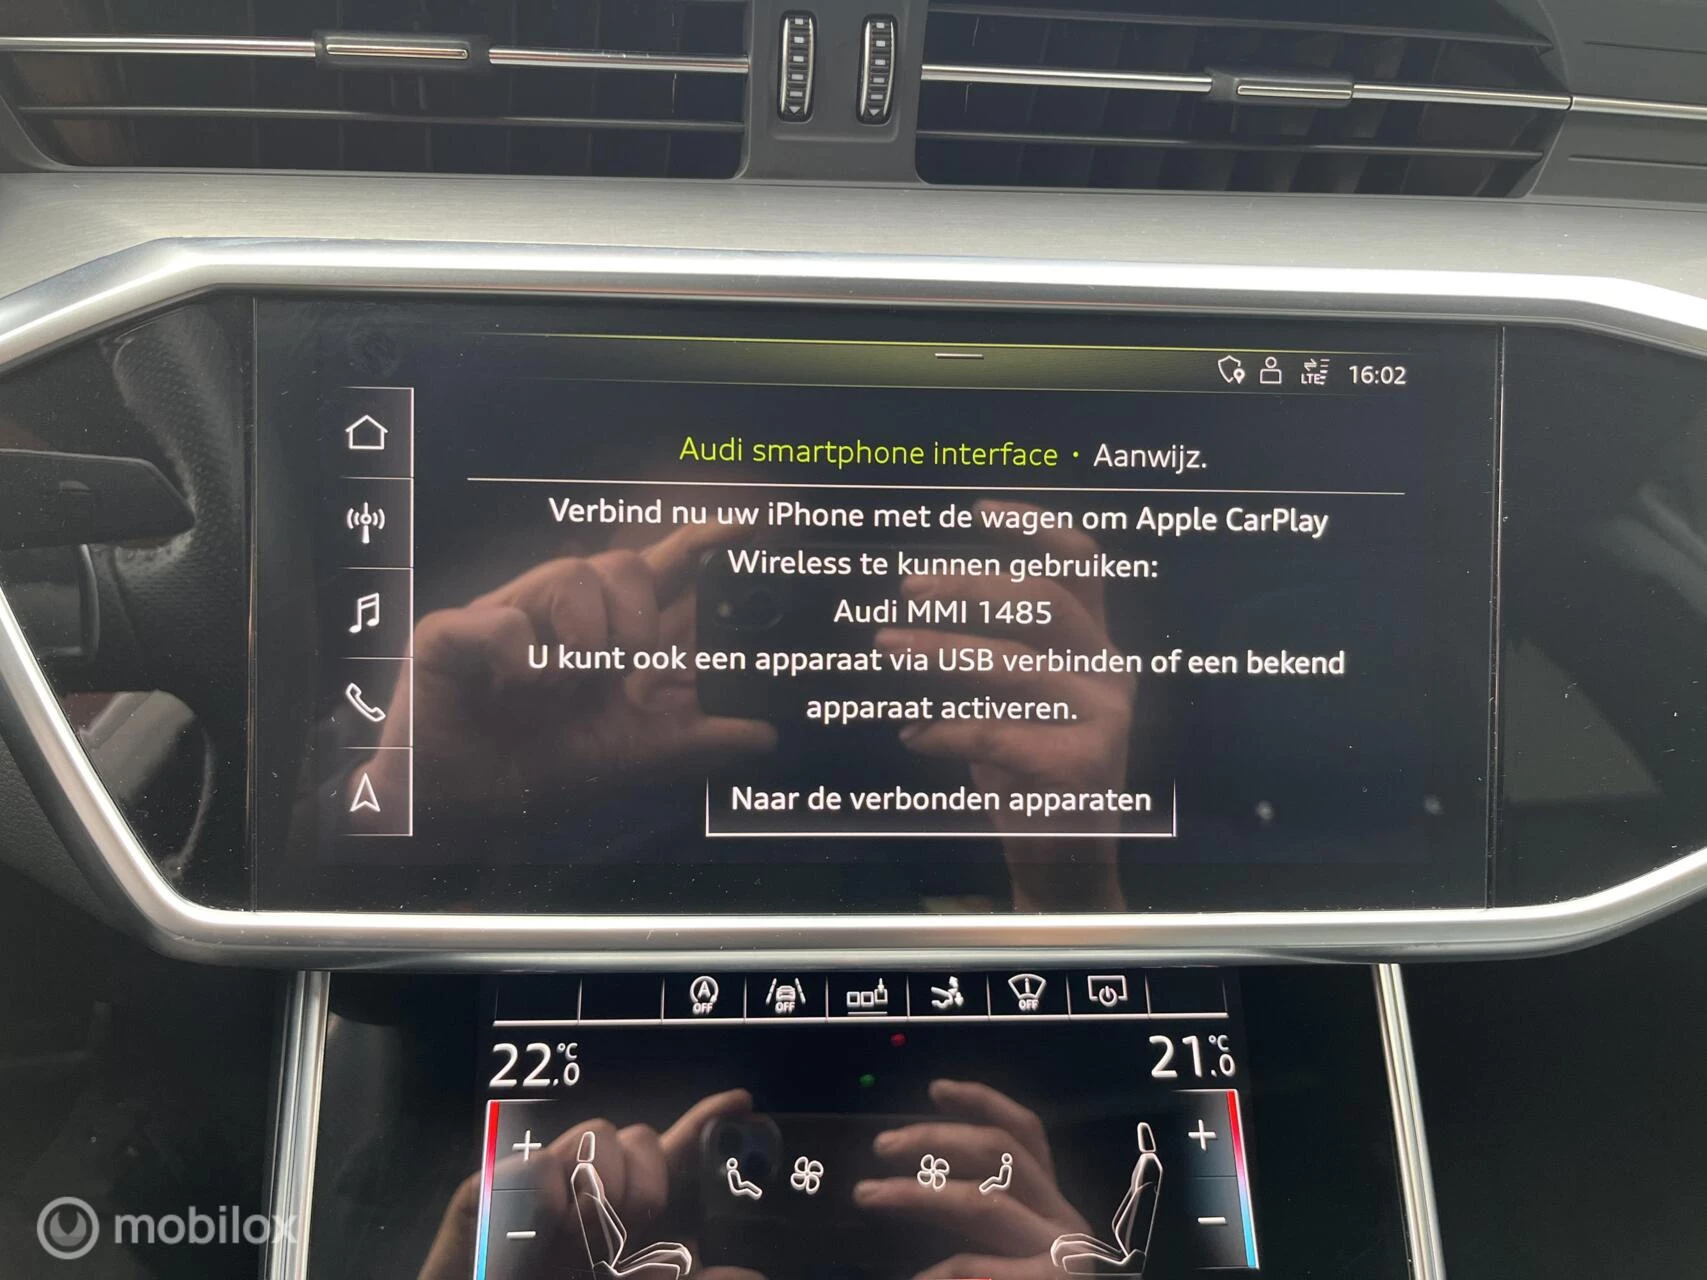 LTE 16:02
Audi smartphone interface · Aanwijz.
Verbind nu uw iPhone met de wagen om Apple CarPlay
Wireless te kunnen gebruiken:
Audi MMI 1485
U kunt ook een apparaat via USB verbinden of een bekend
apparaat activeren.
Naar de verbonden apparaten
A OFF OFF OFF
22.0 °C 21.0 °C
+ +
- -
mobilox